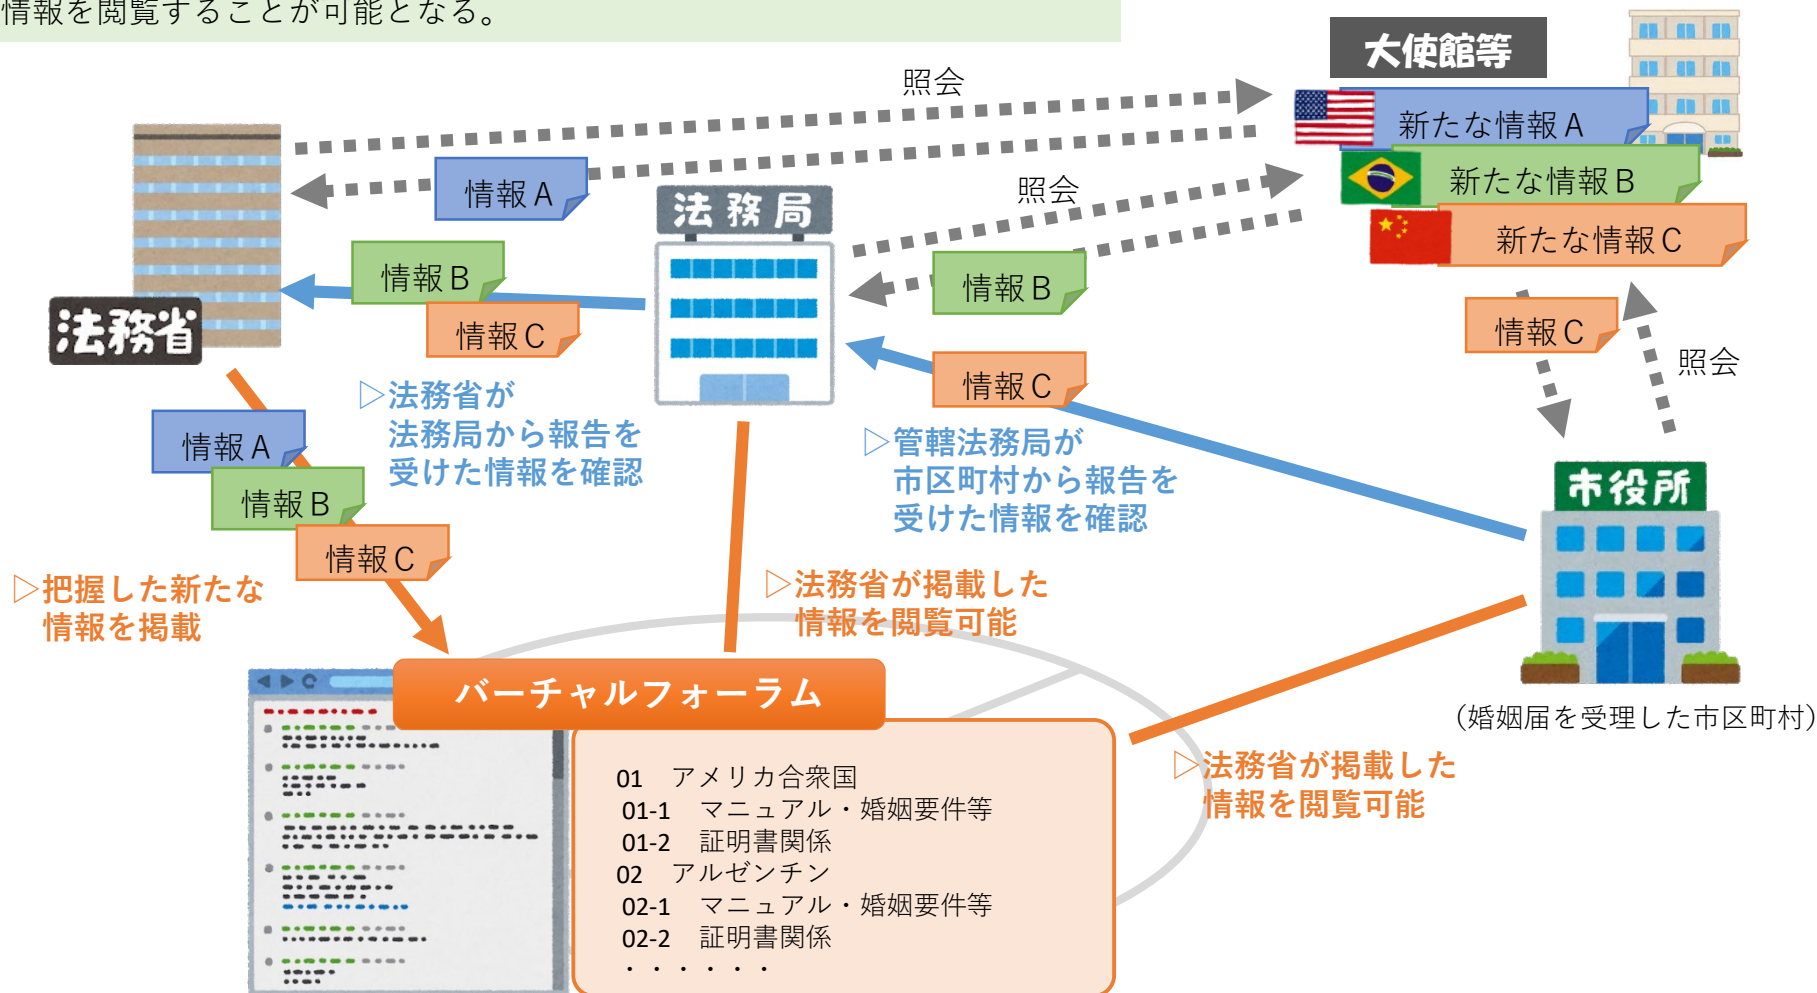 情報を閲覧することが可能となる。
大使館等
照会
新たな情報A
新たな情報B
新たな情報C
情報A
法務局
照会
情報B
情報C
情報B
法務省
情報C
照会
情報C
▷法務省が
法務局から報告を
受けた情報を確認
▷管轄法務局が
市区町村から報告を
受けた情報を確認
市役所
(婚姻届を受理した市区町村)
情報A
情報B
情報C
▷把握した新たな
情報を掲載
▷法務省が掲載した
情報を閲覧可能
▷法務省が掲載した
情報を閲覧可能
バーチャルフォーラム
01 アメリカ合衆国
01-1 マニュアル・婚姻要件等
01-2 証明書関係
02 アルゼンチン
02-1 マニュアル・婚姻要件等
02-2 証明書関係
・・・・・・